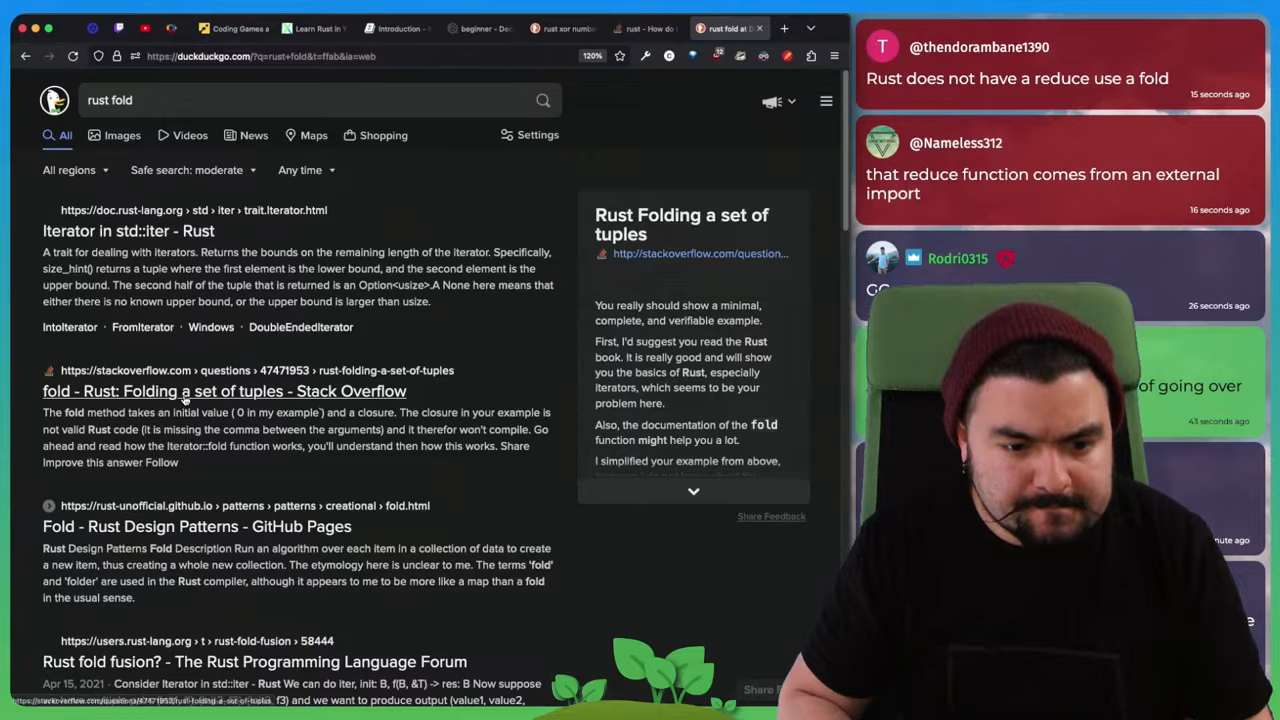 Coding Games a
Learn Rust in Y
Introduction -
beginner - Dec
rust xor numbe
rust - How do I
rust fold at D
https://duckduckgo.com/?q=rust+fold&t=ffab&ia=web
120%
12
rust fold
All
Images
Videos
News
Maps
Shopping
Settings
All regions
Safe search: moderate
Any time
https://doc.rust-lang.org › std › iter › trait.Iterator.html
Iterator in std::iter - Rust
A trait for dealing with iterators. Returns the bounds on the remaining length of the iterator. Specifically,
size_hint() returns a tuple where the first element is the lower bound, and the second element is the
upper bound. The second half of the tuple that is returned is an Option<usize>.A None here means that
either there is no known upper bound, or the upper bound is larger than usize.
IntoIterator · FromIterator · Windows · DoubleEndedIterator
https://stackoverflow.com › questions › 47471953 › rust-folding-a-set-of-tuples
fold - Rust: Folding a set of tuples - Stack Overflow
The fold method takes an initial value ( 0 in my example`) and a closure. The closure in your example is
not valid Rust code (it is missing the comma between the arguments) and it therefor won't compile. Go
ahead and read how the Iterator::fold function works, you'll understand then how this works. Share
Improve this answer Follow
https://rust-unofficial.github.io › patterns › patterns › creational › fold.html
Fold - Rust Design Patterns - GitHub Pages
Rust Design Patterns Fold Description Run an algorithm over each item in a collection of data to create
a new item, thus creating a whole new collection. The etymology here is unclear to me. The terms 'fold'
and 'folder' are used in the Rust compiler, although it appears to me to be more like a map than a fold
in the usual sense.
https://users.rust-lang.org › t › rust-fold-fusion › 58444
Rust fold fusion? - The Rust Programming Language Forum
Apr 15, 2021 - Consider Iterator in std::iter - Rust We can do iter, init: B, f(B, &T) -> res: B Now suppose
f3) and we want to produce output (value1, value2,
https://stackoverflow.com/questions/47471953/rust-folding-a-set-of-tuples
Rust Folding a set of
tuples
http://stackoverflow.com/question...
You really should show a minimal,
complete, and verifiable example.
First, I'd suggest you read the Rust
book. It is really good and will show
you the basics of Rust, especially
iterators, which seems to be your
problem here.
Also, the documentation of the fold
function might help you a lot.
I simplified your example from above,
Share Feedback
Share F
T
@thendorambane1390
Rust does not have a reduce use a fold
15 seconds ago
@Nameless312
that reduce function comes from an external
import
16 seconds ago
Rodri0315
26 seconds ago
of going over
43 seconds ago